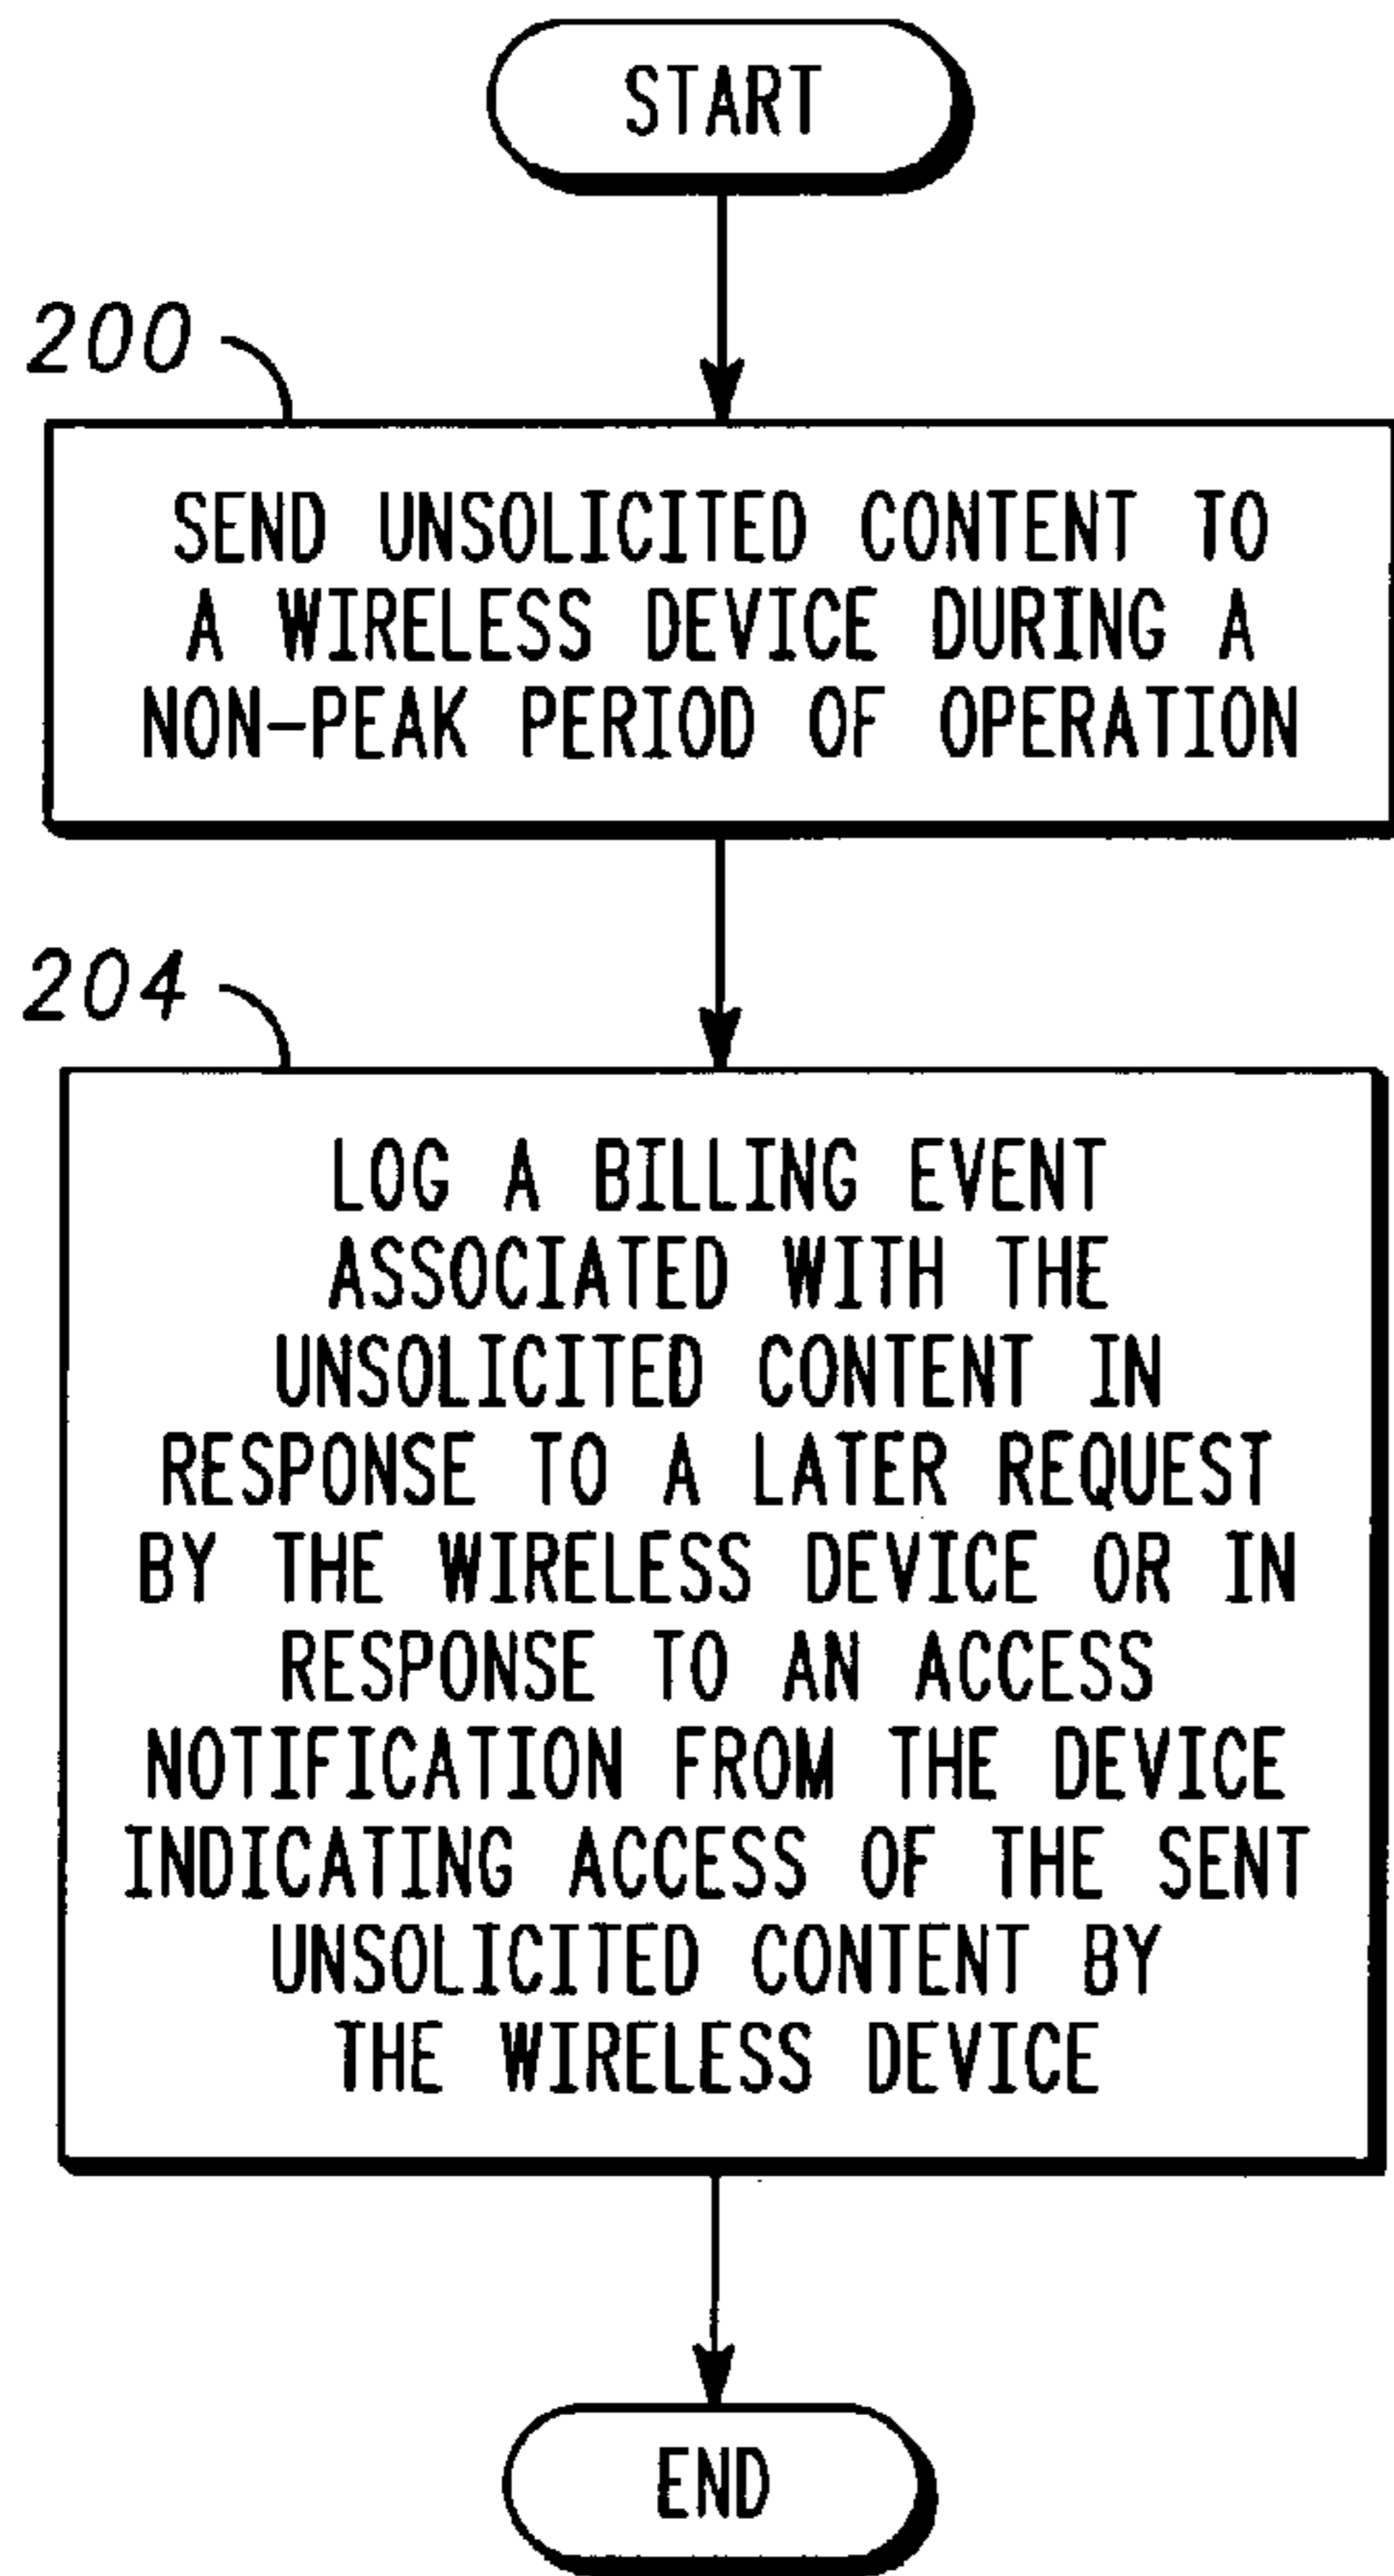 START
200
SEND UNSOLICITED CONTENT TO
A WIRELESS DEVICE DURING A
NON-PEAK PERIOD OF OPERATION
204
LOG A BILLING EVENT
ASSOCIATED WITH THE
UNSOLICITED CONTENT IN
RESPONSE TO A LATER REQUEST
BY THE WIRELESS DEVICE OR IN
RESPONSE TO AN ACCESS
NOTIFICATION FROM THE DEVICE
INDICATING ACCESS OF THE SENT
UNSOLICITED CONTENT BY
THE WIRELESS DEVICE
END